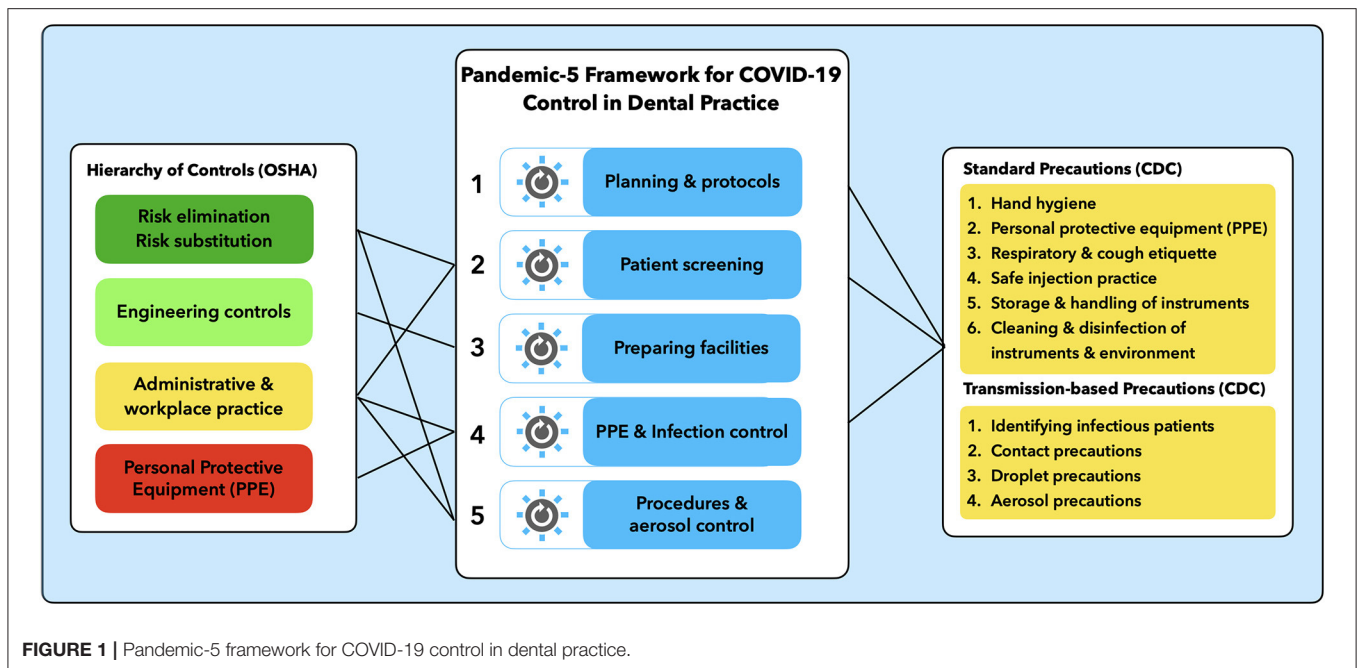 Pandemic-5 Framework for COVID-19
Control in Dental Practice
Hierarchy of Controls (OSHA)
Risk elimination
Risk substitution
Engineering controls
Administrative &
workplace practice
Personal Protective
Equipment (PPE)
1 Planning & protocols
2 Patient screening
3 Preparing facilities
4 PPE & Infection control
5 Procedures &
aerosol control
Standard Precautions (CDC)
1. Hand hygiene
2. Personal protective equipment (PPE)
3. Respiratory & cough etiquette
4. Safe injection practice
5. Storage & handling of instruments
6. Cleaning & disinfection of
instruments & environment
Transmission-based Precautions (CDC)
1. Identifying infectious patients
2. Contact precautions
3. Droplet precautions
4. Aerosol precautions
FIGURE 1 | Pandemic-5 framework for COVID-19 control in dental practice.